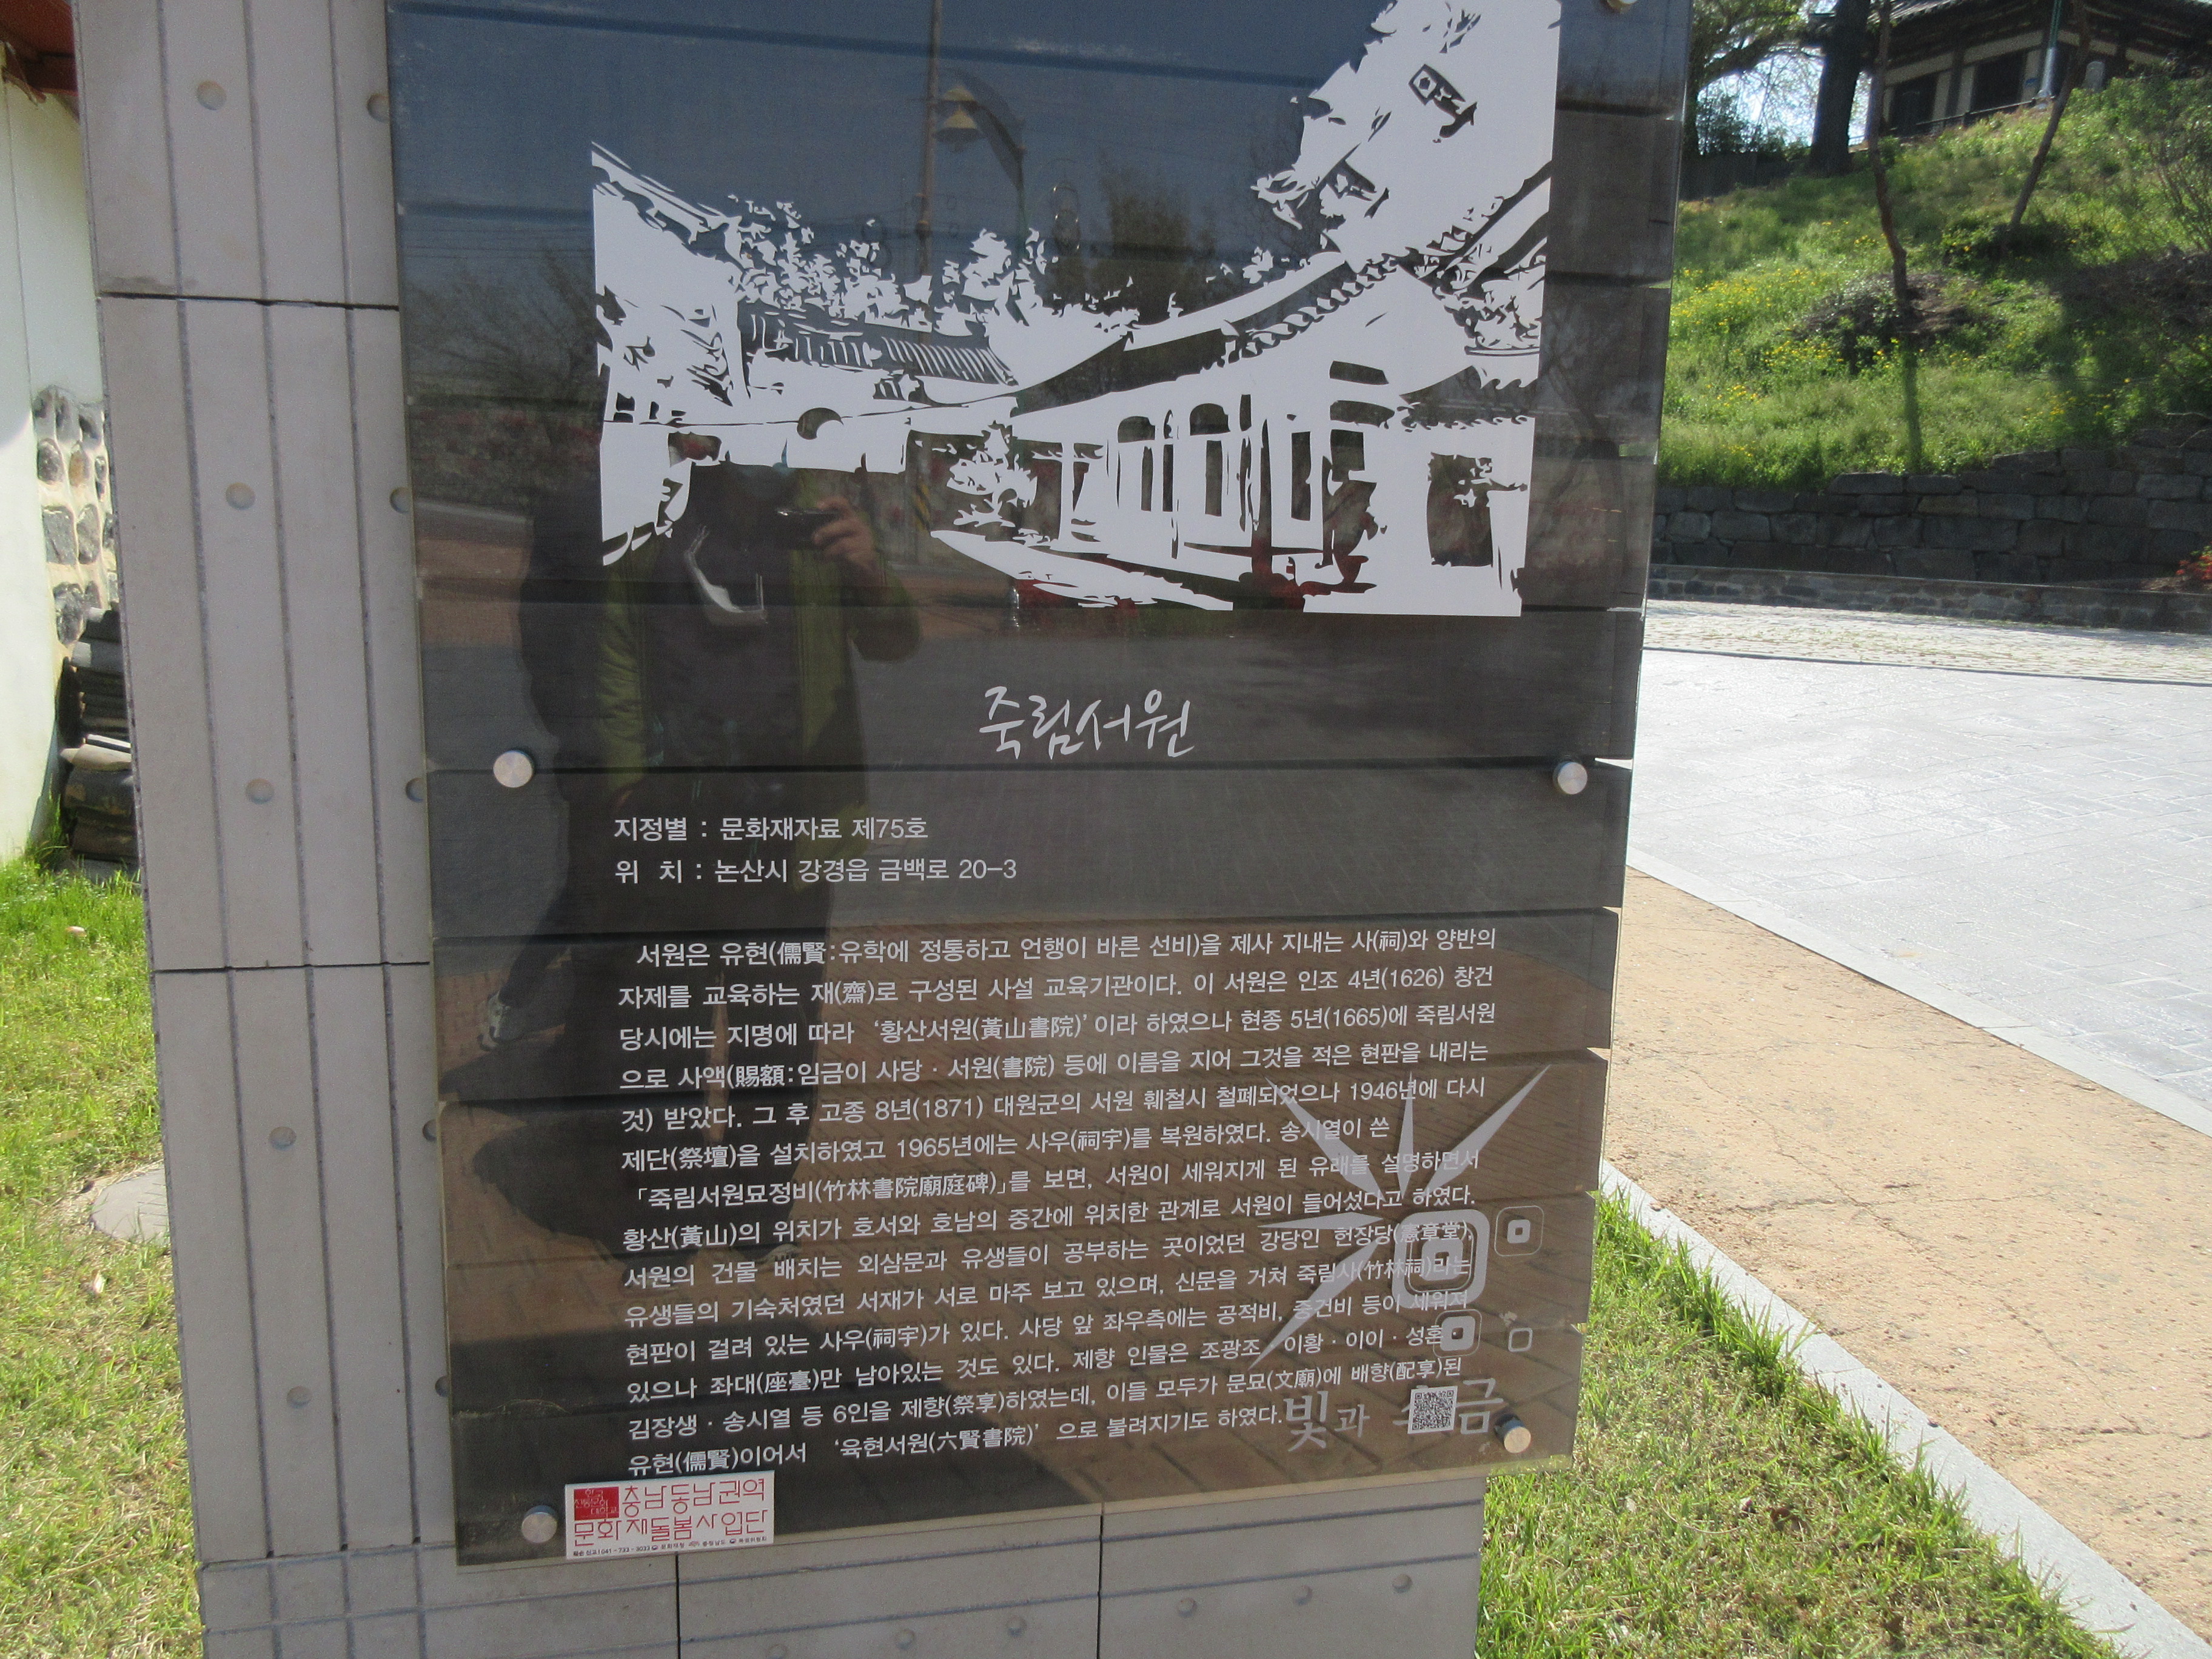 죽림서원
지정별 : 문화재자료 제75호
위 치 : 논산시 강경읍 금백로 20-3
서원은 유현(儒賢:유학에 정통하고 언행이 바른 선비)을 제사 지내는 사(祠)와 양반의
자제를 교육하는 재(齋)로 구성된 사설 교육기관이다. 이 서원은 인조 4년(1626) 창건
당시에는 지명에 따라 '황산서원(黃山書院)'이라 하였으나 현종 5년(1665)에 죽림서원
으로 사액(賜額:임금이 사당·서원(書院) 등에 이름을 지어 그것을 적은 현판을 내리는
것) 받았다. 그 후 고종 8년(1871) 대원군의 서원 훼철시 철폐되었으나 1946년에 다시
제단(祭壇)을 설치하였고 1965년에는 사우(祠宇)를 복원하였다. 송시열이 쓴
「죽림서원묘정비(竹林書院廟庭碑)」를 보면, 서원이 세워지게 된 유래를 설명하면서
황산(黃山)의 위치가 호서와 호남의 중간에 위치한 관계로 서원이 들어섰다고 하였다.
서원의 건물 배치는 외삼문과 유생들이 공부하는 곳이었던 강당인 헌장당(憲章堂),
유생들의 기숙처였던 서재가 서로 마주 보고 있으며, 신문을 거쳐 죽림사(竹林祠)라는
현판이 걸려 있는 사우(祠宇)가 있다. 사당 앞 좌우측에는 공적비, 중건비 등이 세워져
있으나 좌대(座臺)만 남아있는 것도 있다. 제향 인물은 조광조·이황·이이·성혼·
김장생·송시열 등 6인을 제향(祭享)하였는데, 이들 모두가 문묘(文廟)에 배향(配享)된
유현(儒賢)이어서 '육현서원(六賢書院)' 으로 불려지기도 하였다.
빛과 금
충남동남권역
문화재돌봄사업단